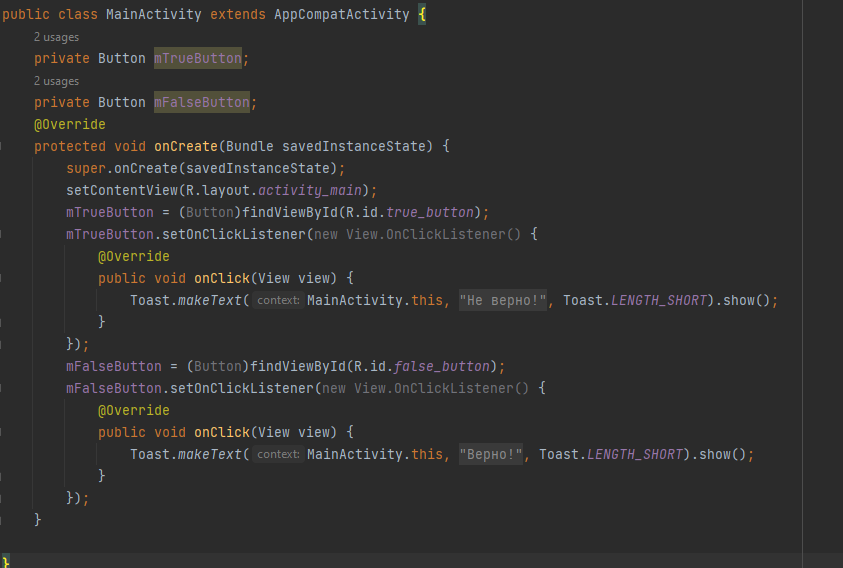 public class MainActivity extends AppCompatActivity {
2 usages
private Button mTrueButton;
2 usages
private Button mFalseButton;
@Override
protected void onCreate(Bundle savedInstanceState) {
super.onCreate(savedInstanceState);
setContentView(R.layout.activity_main);
mTrueButton = (Button)findViewById(R.id.true_button);
mTrueButton.setOnClickListener(new View.OnClickListener() {
@Override
public void onClick(View view) {
Toast.makeText( context: MainActivity.this, "Не верно!", Toast.LENGTH_SHORT).show();
}
});
mFalseButton = (Button)findViewById(R.id.false_button);
mFalseButton.setOnClickListener(new View.OnClickListener() {
@Override
public void onClick(View view) {
Toast.makeText( context: MainActivity.this, "Верно!", Toast.LENGTH_SHORT).show();
}
});
}
}